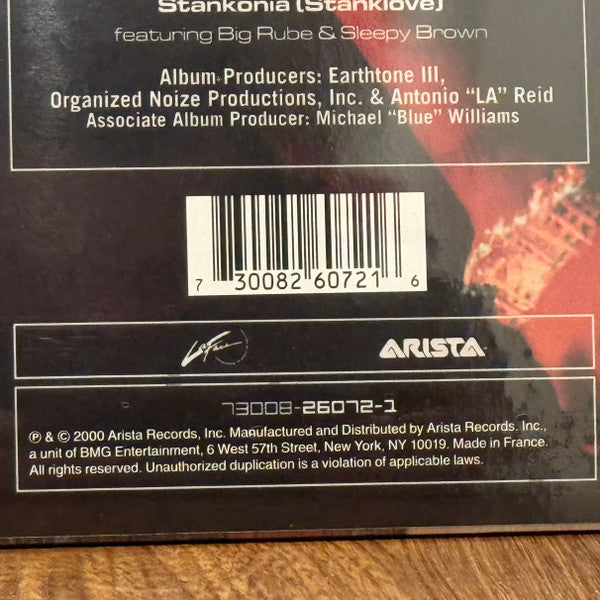 Stankonia (Stanklove)
featuring Big Rube & Sleepy Brown
Album Producers: Earthtone III,
Organized Noize Productions, Inc. & Antonio "LA" Reid
Associate Album Producer: Michael "Blue" Williams
7 30082 60721 6
LaFace ARISTA
73008-26072-1
℗ & © 2000 Arista Records, Inc. Manufactured and Distributed by Arista Records. Inc.,
a unit of BMG Entertainment, 6 West 57th Street, New York, NY 10019. Made in France.
All rights reserved. Unauthorized duplication is a violation of applicable laws.